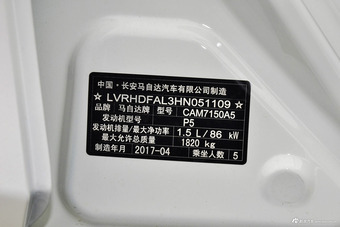 中国·长安马自达汽车有限公司制造
★ LVRHDFAL3HN051109 ★
品牌 马自达牌 型号 CAM7150A5
发动机型号 P5
发动机排量/最大净功率 1.5 L/86 kW
最大允许总质量 1820 kg
制造年月 2017-04 乘坐人数 5